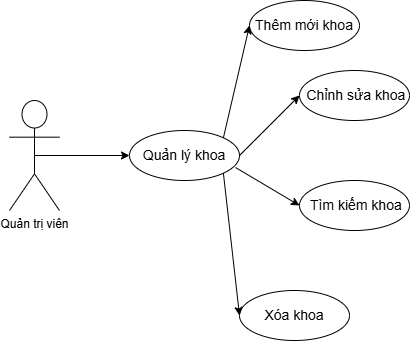 Thêm mới khoa
Chỉnh sửa khoa
Quản lý khoa
Tìm kiếm khoa
Quản trị viên
Xóa khoa